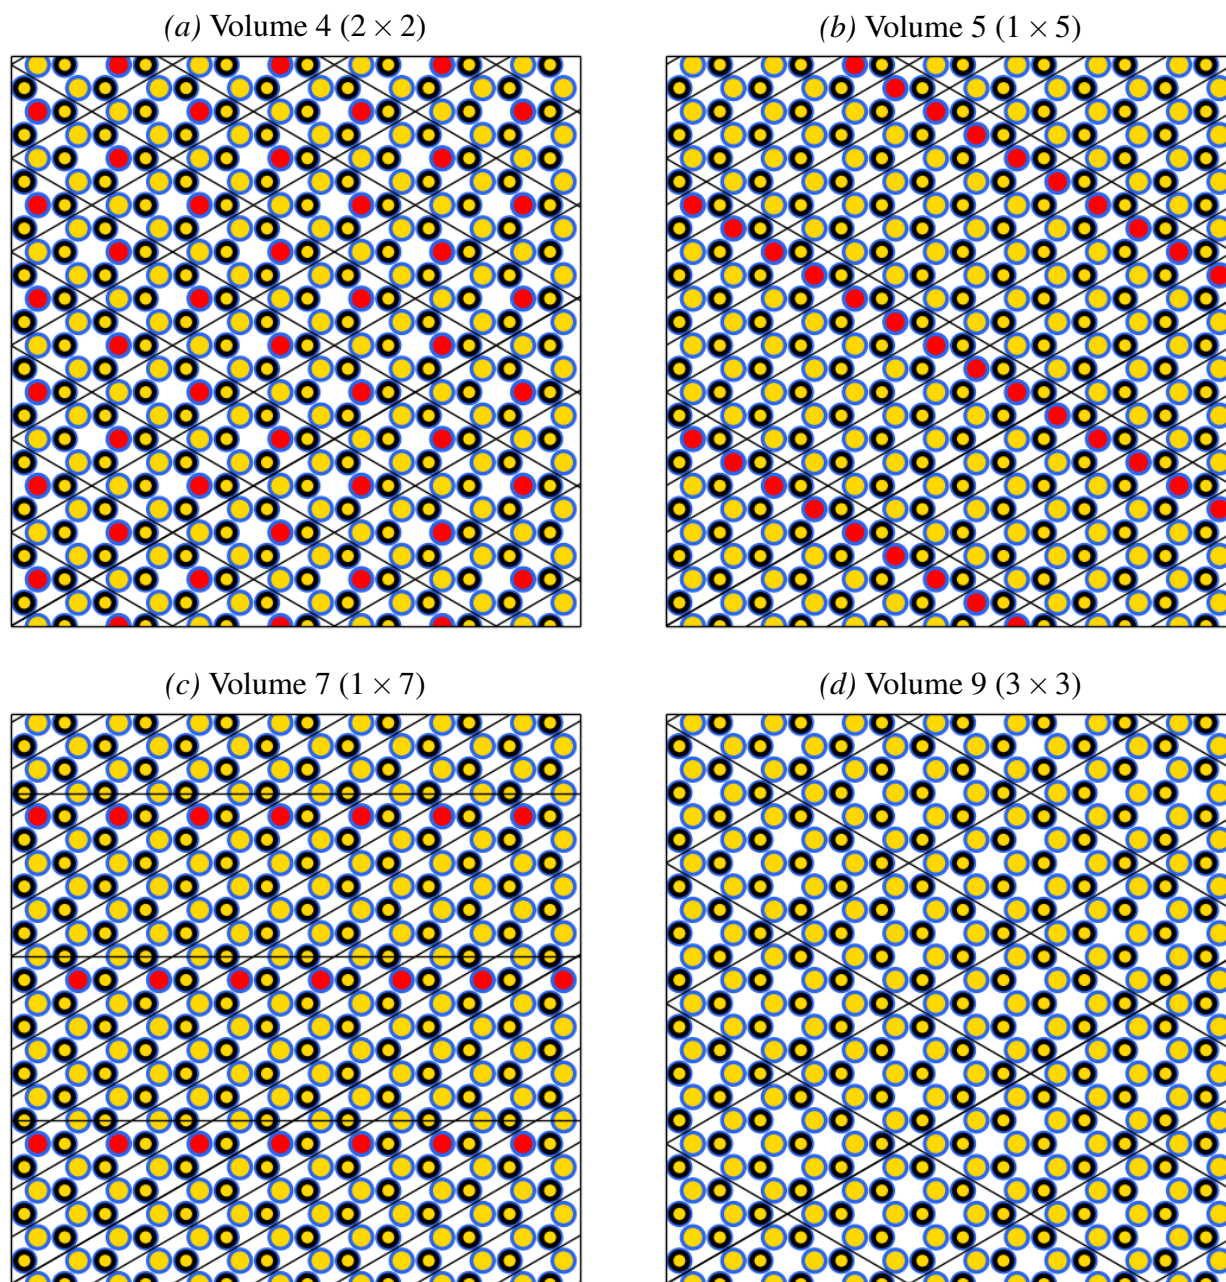 (a) Volume 4 (2 × 2)
(b) Volume 5 (1 × 5)
(c) Volume 7 (1 × 7)
(d) Volume 9 (3 × 3)